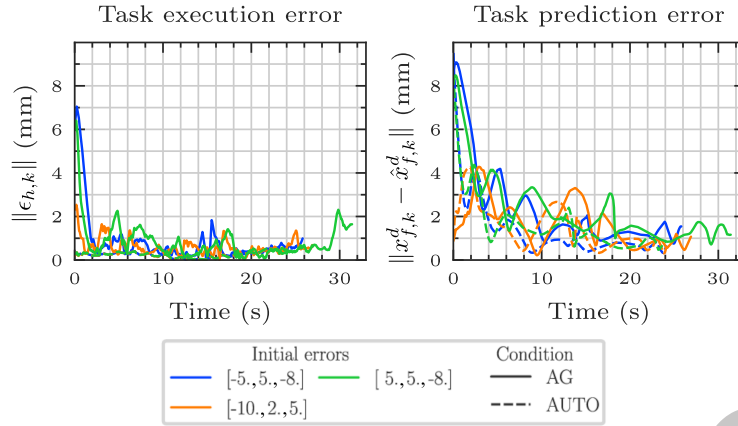 Task execution error
Task prediction error
‖ϵ_{h,k}‖ (mm)
8
6
4
2
0
0 10 20 30
Time (s)
‖x^d_{f,k} − x̂^d_{f,k}‖ (mm)
8
6
4
2
0
0 10 20 30
Time (s)
Initial errors
[-5.,5.,-8.]
[ 5.,5.,-8.]
[-10.,2.,5.]
Condition
AG
AUTO